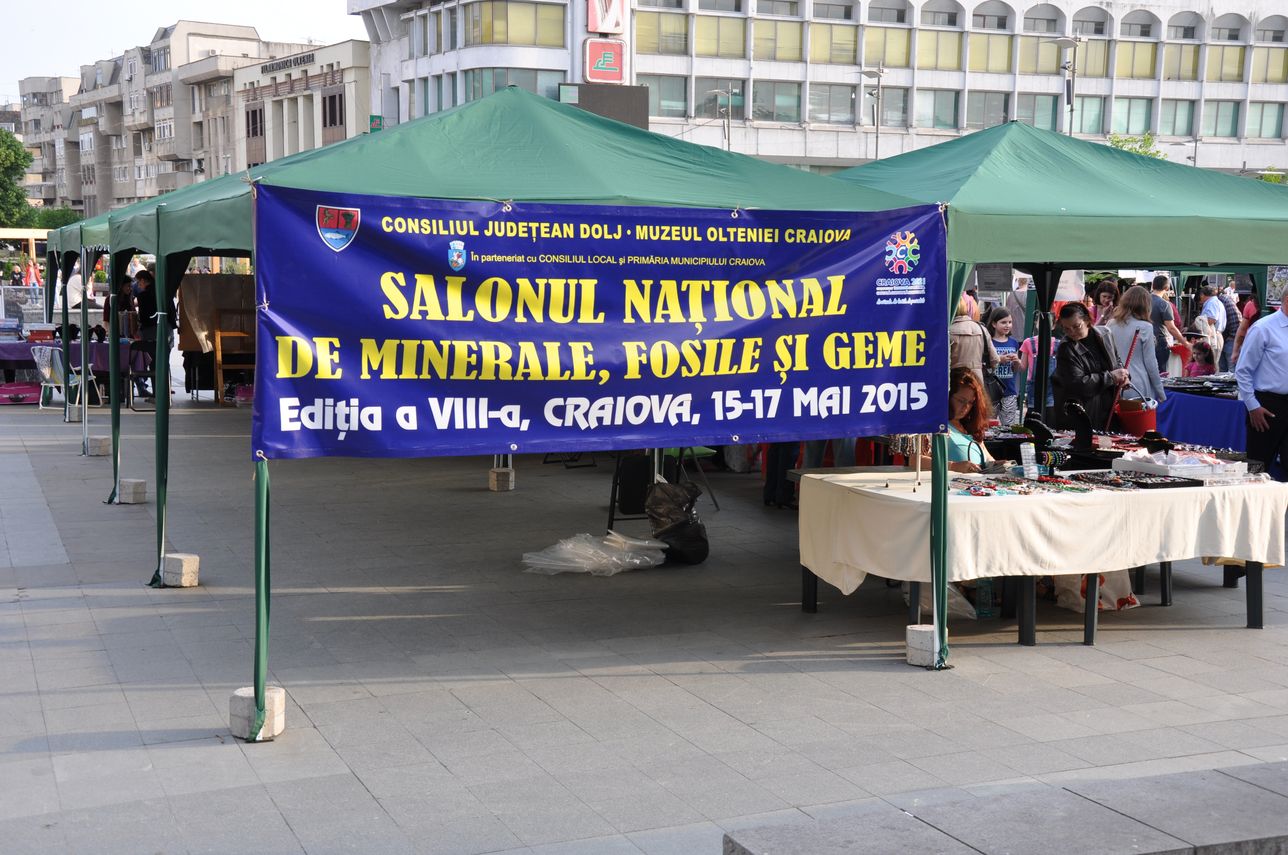 CONSILIUL JUDEȚEAN DOLJ • MUZEUL OLTENIEI CRAIOVA
În parteneriat cu CONSILIUL LOCAL și PRIMĂRIA MUNICIPIULUI CRAIOVA
SALONUL NAȚIONAL
DE MINERALE, FOSILE ȘI GEME
Ediția a VIII-a, CRAIOVA, 15-17 MAI 2015
CRAIOVA 2021